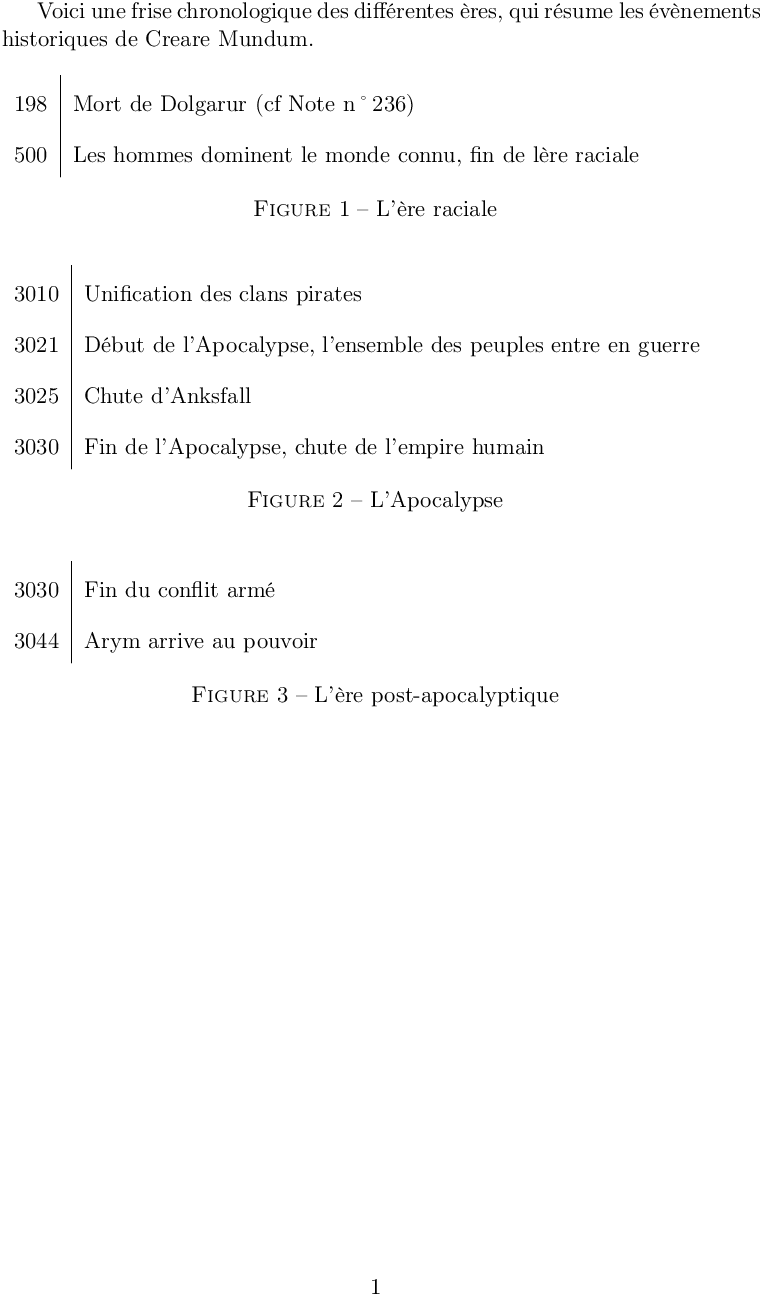 Voici une frise chronologique des différentes ères, qui résume les évènements
historiques de Creare Mundum.
198 Mort de Dolgarur (cf Note n°236)
500 Les hommes dominent le monde connu, fin de lère raciale
FIGURE 1 – L'ère raciale
3010 Unification des clans pirates
3021 Début de l'Apocalypse, l'ensemble des peuples entre en guerre
3025 Chute d'Anksfall
3030 Fin de l'Apocalypse, chute de l'empire humain
FIGURE 2 – L'Apocalypse
3030 Fin du conflit armé
3044 Arym arrive au pouvoir
FIGURE 3 – L'ère post-apocalyptique
1